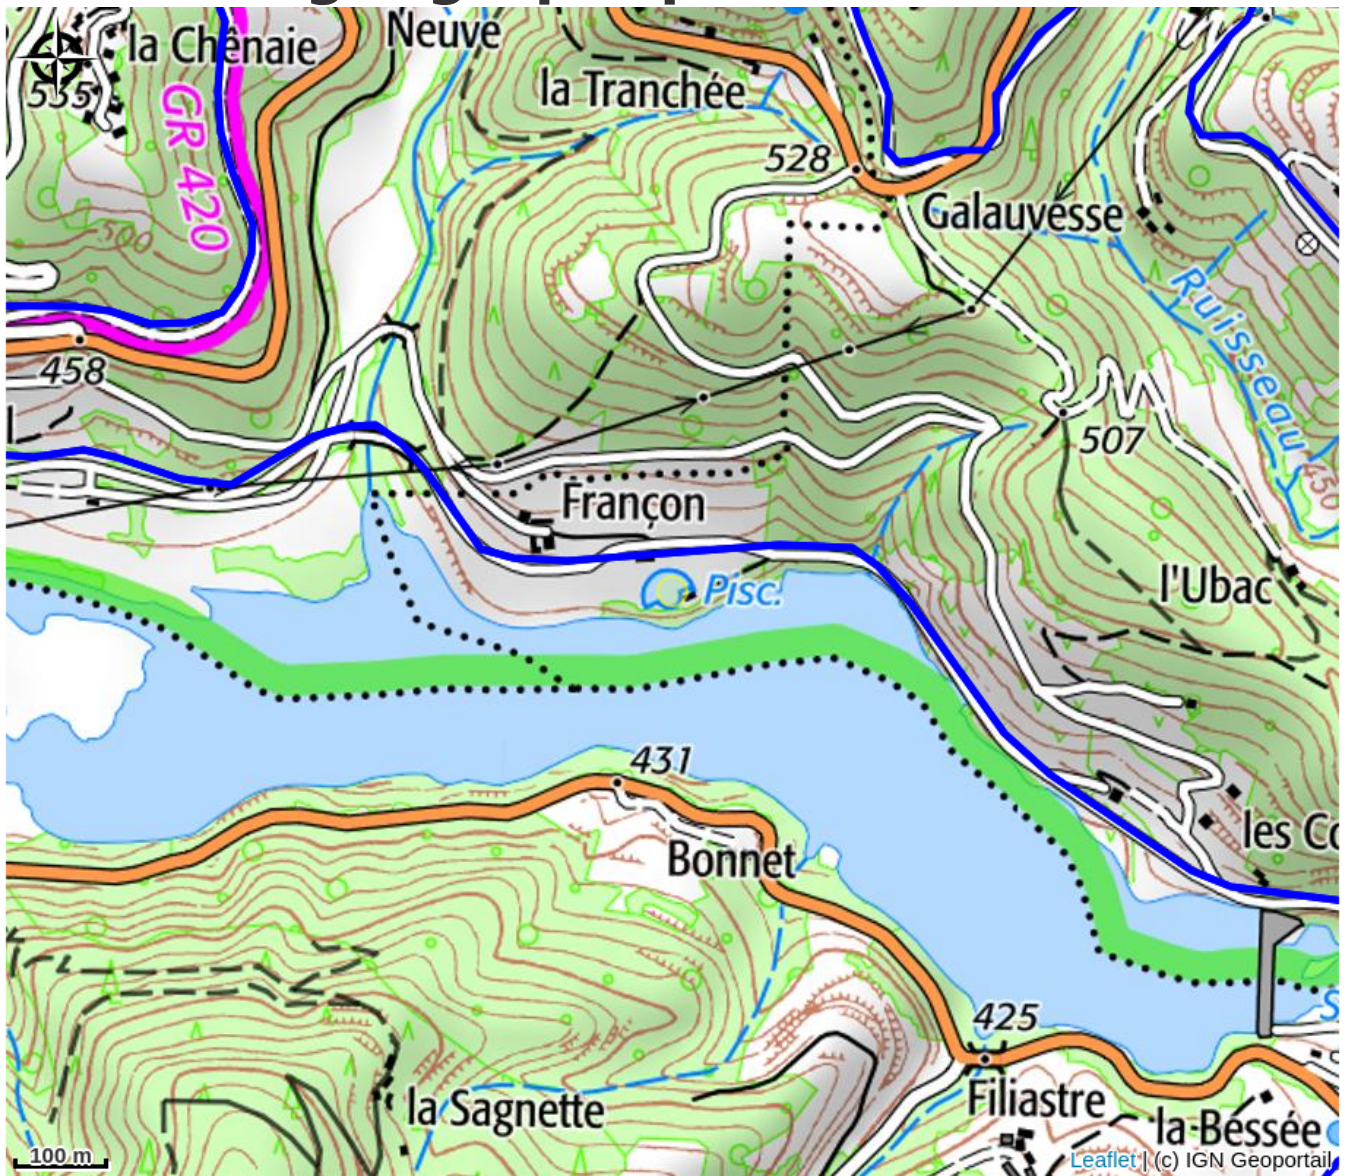 la Chênaie
Neuve
535
la Tranchée
GR 420
528
Galauvesse
500
Ruisseau
458
507
450
Françon
Pisc.
l'Ubac
431
les Co
Bonnet
425
S
la Sagnette
Filiastre
la-Bessée
100 m
Leaflet | (c) IGN Geoportail